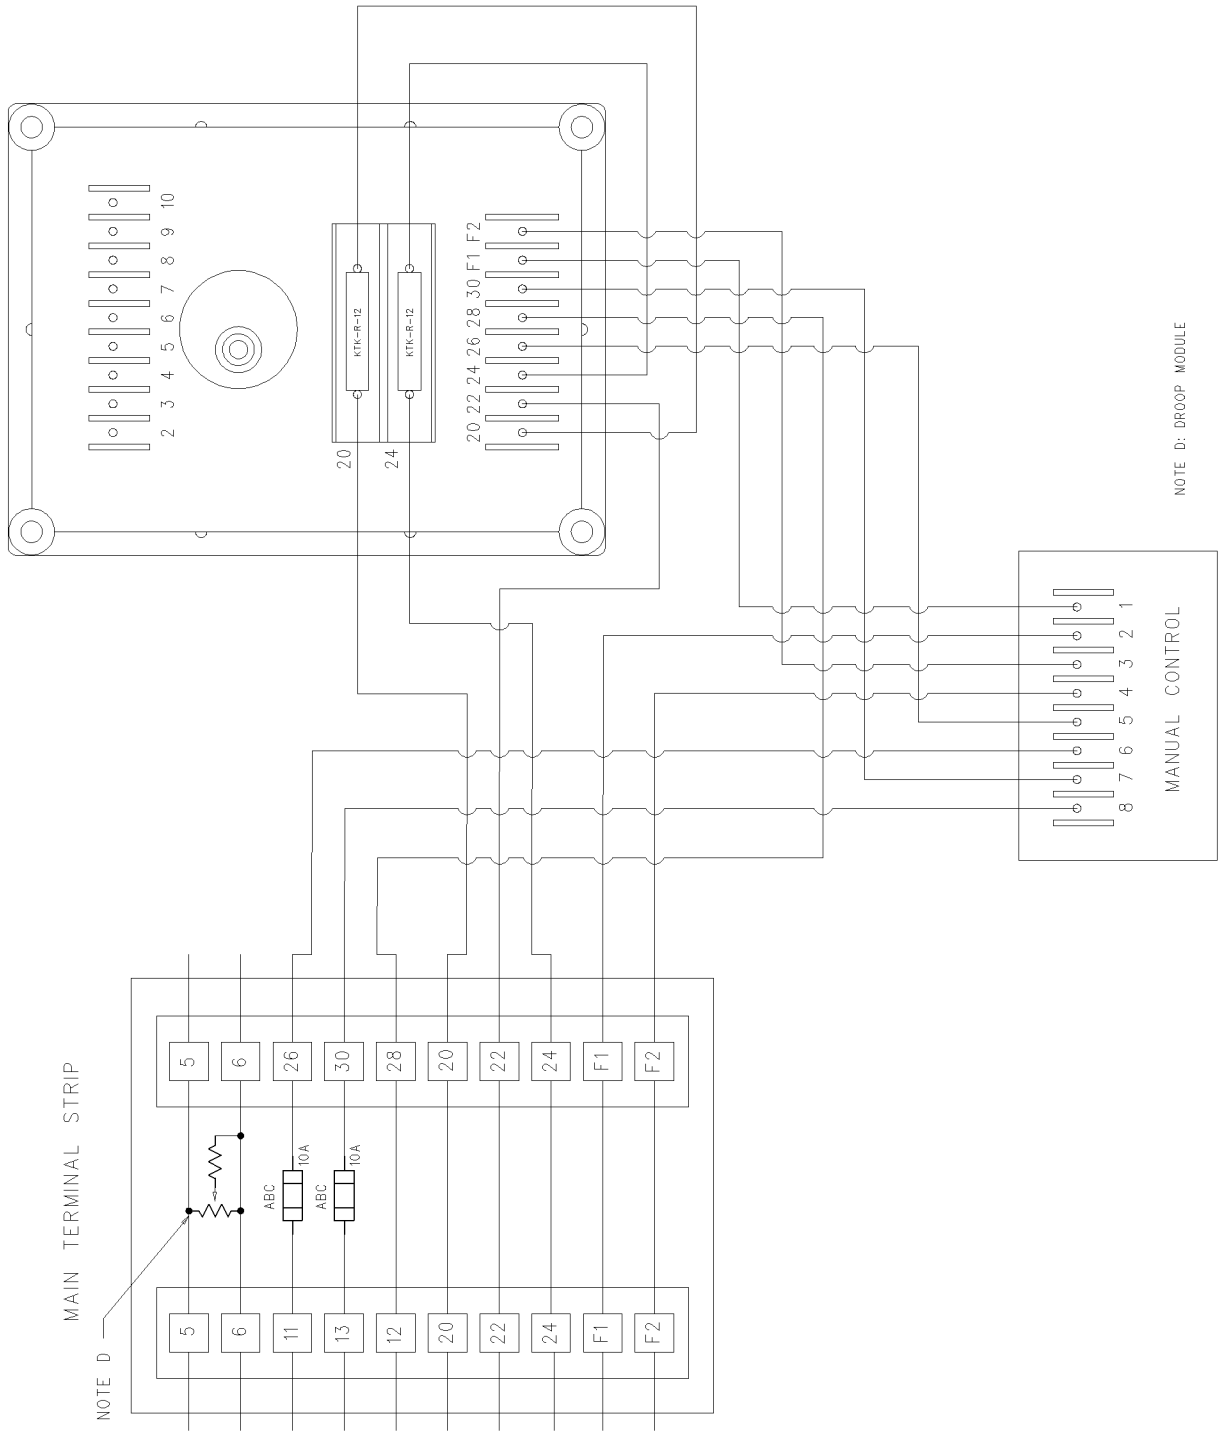 10
9
8
7
6
5
4
3
2
KTK-R-12
KTK-R-12
20
24
F2
F1
30
28
26
24
22
20
NOTE D: DROOP MODULE
1
2
3
4
5
6
7
8
MANUAL CONTROL
MAIN TERMINAL STRIP
5
6
26
30
28
20
22
24
F1
F2
10A
10A
ABC
ABC
NOTE D
5
6
11
13
12
20
22
24
F1
F2